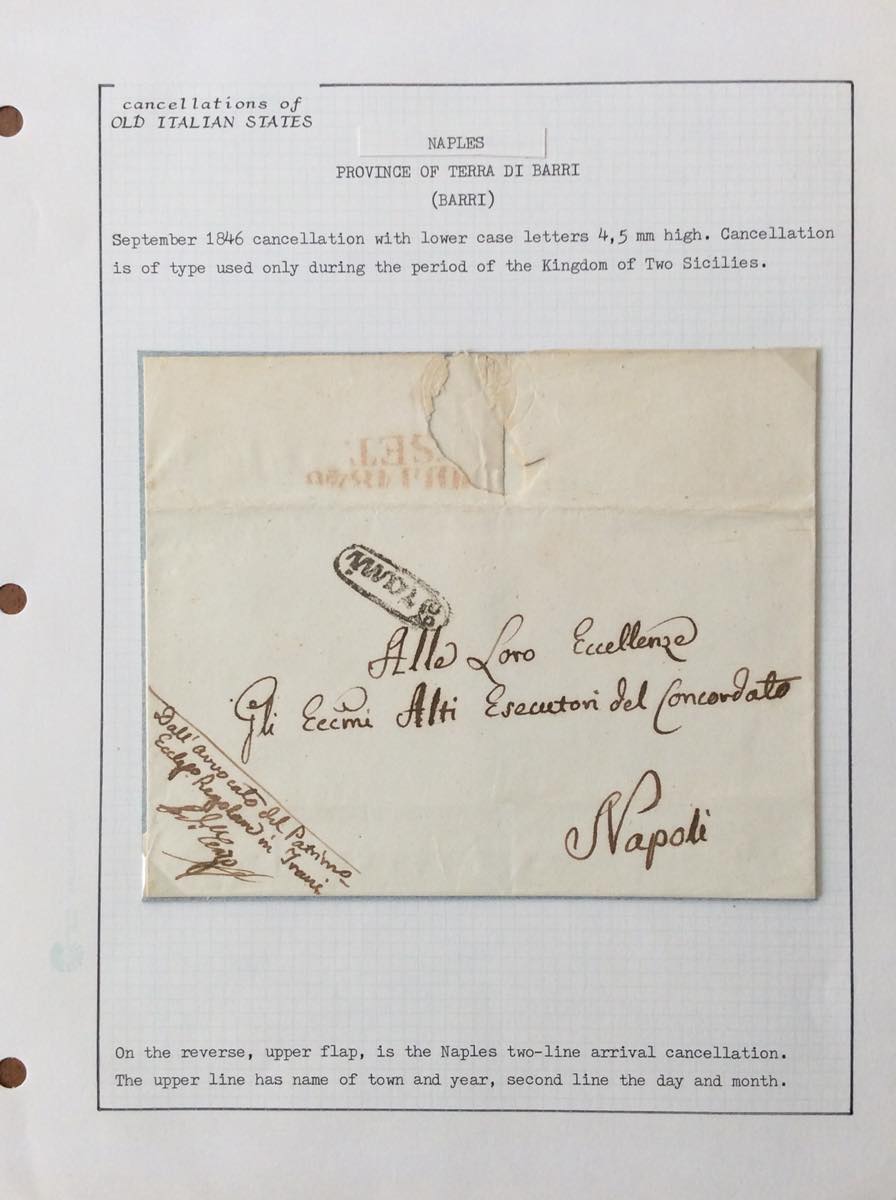 cancellations of
OLD ITALIAN STATES
NAPLES
PROVINCE OF TERRA DI BARRI
(BARRI)
September 1846 cancellation with lower case letters 4,5 mm high. Cancellation
is of type used only during the period of the Kingdom of Two Sicilies.
SET
Alle Loro Eccellenze
Gli Eccmi Alti Esecutori del Concordato
Napoli
Dall'avvocato del Patrimo
in Trani
On the reverse, upper flap, is the Naples two-line arrival cancellation.
The upper line has name of town and year, second line the day and month.